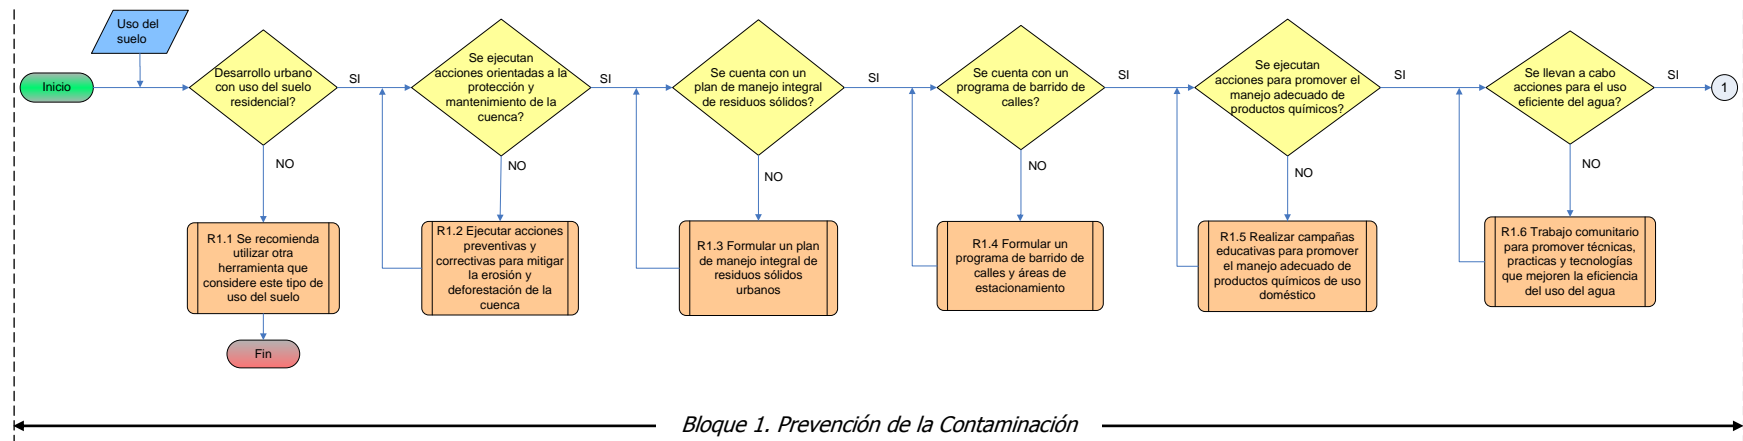 Uso del
suelo
Inicio
Desarrollo urbano
con uso del suelo
residencial?
SI
NO
R1.1 Se recomienda
utilizar otra
herramienta que
considere este tipo de
uso del suelo
Fin
Se ejecutan
acciones orientadas a la
protección y
mantenimiento de la
cuenca?
SI
NO
R1.2 Ejecutar acciones
preventivas y
correctivas para mitigar
la erosión y
deforestación de la
cuenca
Se cuenta con un
plan de manejo integral
de residuos sólidos?
SI
NO
R1.3 Formular un plan
de manejo integral de
residuos sólidos
urbanos
Se cuenta con un
programa de barrido de
calles?
SI
NO
R1.4 Formular un
programa de barrido de
calles y áreas de
estacionamiento
Se ejecutan
acciones para promover el
manejo adecuado de
productos químicos?
SI
NO
R1.5 Realizar campañas
educativas para promover
el manejo adecuado de
productos químicos de uso
doméstico
Se llevan a cabo
acciones para el uso
eficiente del agua?
SI
NO
R1.6 Trabajo comunitario
para promover técnicas,
practicas y tecnologías
que mejoren la eficiencia
del uso del agua
1
Bloque 1. Prevención de la Contaminación